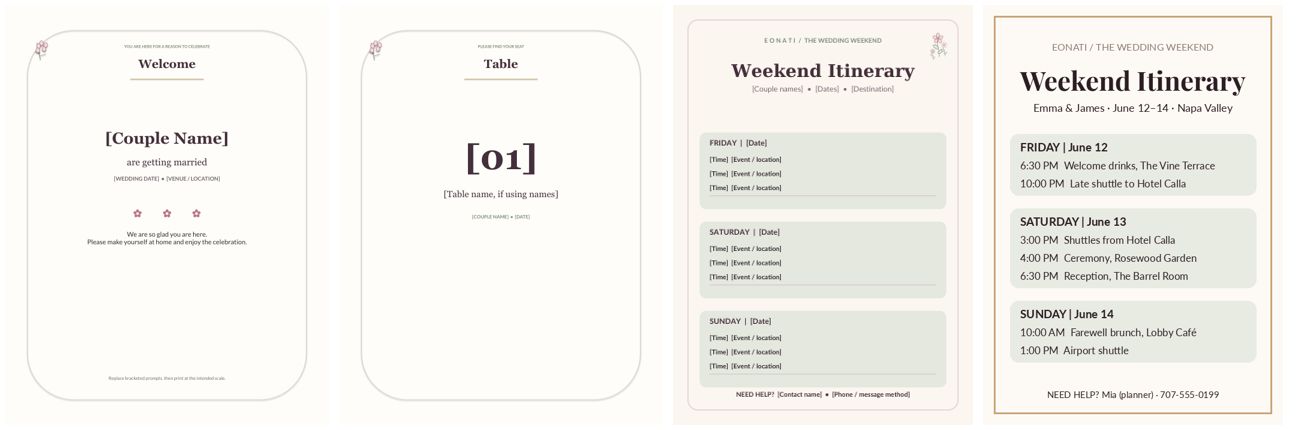 YOU ARE HERE FOR A REASON TO CELEBRATE
Welcome
[Couple Name]
are getting married
[WEDDING DATE] • [VENUE / LOCATION]
We are so glad you are here.
Please make yourself at home and enjoy the celebration.
Replace bracketed prompts, then print at the intended scale.
PLEASE FIND YOUR SEAT
Table
[01]
[Table name, if using names]
[COUPLE NAME] • [DATE]
EONATI / THE WEDDING WEEKEND
Weekend Itinerary
[Couple names] • [Dates] • [Destination]
FRIDAY | [Date]
[Time] [Event / location]
[Time] [Event / location]
[Time] [Event / location]
SATURDAY | [Date]
[Time] [Event / location]
[Time] [Event / location]
[Time] [Event / location]
SUNDAY | [Date]
[Time] [Event / location]
[Time] [Event / location]
[Time] [Event / location]
NEED HELP? [Contact name] • [Phone / message method]
EONATI / THE WEDDING WEEKEND
Weekend Itinerary
Emma & James · June 12–14 · Napa Valley
FRIDAY | June 12
6:30 PM Welcome drinks, The Vine Terrace
10:00 PM Late shuttle to Hotel Calla
SATURDAY | June 13
3:00 PM Shuttles from Hotel Calla
4:00 PM Ceremony, Rosewood Garden
6:30 PM Reception, The Barrel Room
SUNDAY | June 14
10:00 AM Farewell brunch, Lobby Café
1:00 PM Airport shuttle
NEED HELP? Mia (planner) · 707-555-0199